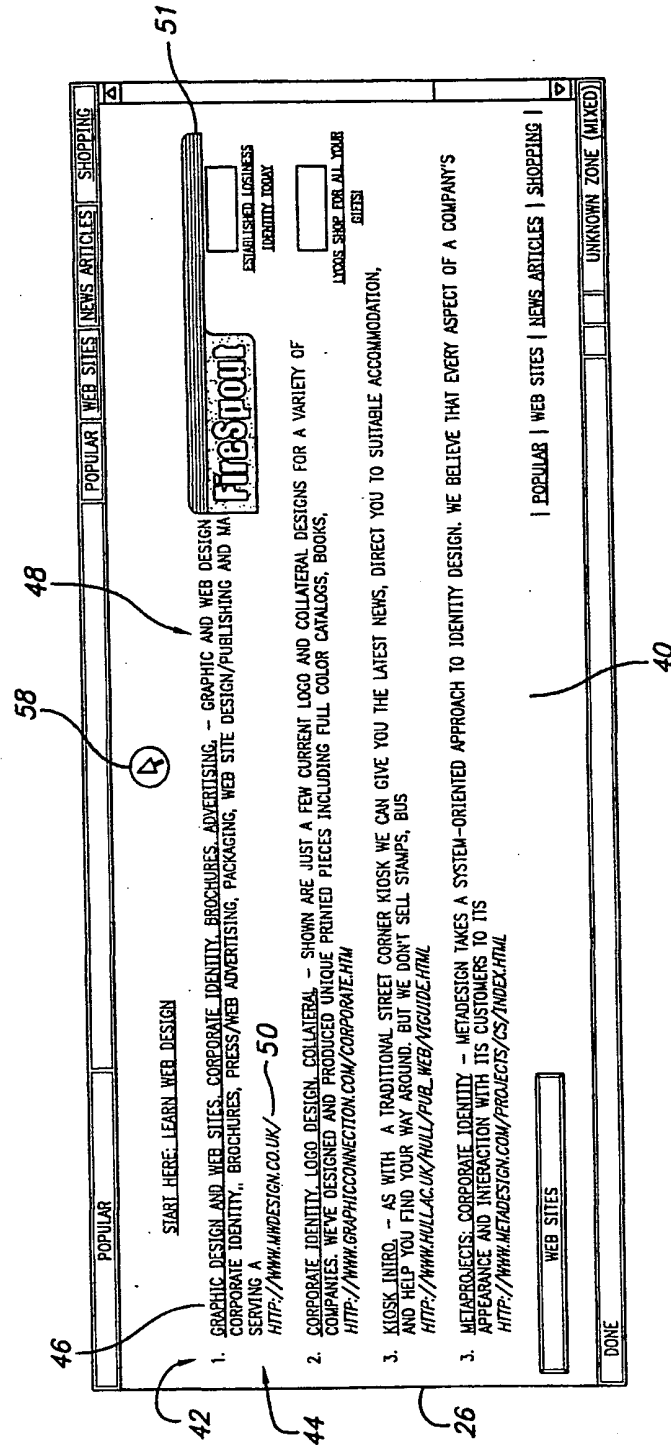 POPULAR
POPULAR | WEB SITES | NEWS ARTICLES | SHOPPING
58
48
51
46
42
44
26
40
START HERE: LEARN WEB DESIGN
FireSpout
1. GRAPHIC DESIGN AND WEB SITES, CORPORATE IDENTITY, BROCHURES, ADVERTISING, – GRAPHIC AND WEB DESIGN
CORPORATE IDENTITY,, BROCHURES, PRESS/WEB ADVERTISING, PACKAGING, WEB SITE DESIGN/PUBLISHING AND MA
SERVING A
HTTP://WWW.MWDESIGN.CO.UK/ 50
ESTABLISHED LOSINESS
IDENTITY TODAY
2. CORPORATE IDENTITY, LOGO DESIGN, COLLATERAL – SHOWN ARE JUST A FEW CURRENT LOGO AND COLLATERAL DESIGNS FOR A VARIETY OF
COMPANIES. WE'VE DESIGNED AND PRODUCED UNIQUE PRINTED PIECES INCLUDING FULL COLOR CATALOGS, BOOKS,
HTTP://WWW.GRAPHICCONNECITON.COM/CORPORATE.HTM
LYCOS SHOP FOR ALL YOUR
GIFTS!
3. KIOSK INTRO. – AS WITH A TRADITIONAL STREET CORNER KIOSK WE CAN GIVE YOU THE LATEST NEWS, DIRECT YOU TO SUITABLE ACCOMMODATION,
AND HELP YOU FIND YOUR WAY AROUND. BUT WE DON'T SELL STAMPS, BUS
HTTP://WWW.HULLAC.UK/HULL/PUB_WEB/VIGUIDE.HTML
3. METAPROJECTS: CORPORATE IDENTITY – METADESIGN TAKES A SYSTEM-ORIENTED APPROACH TO IDENTITY DESIGN. WE BELIEVE THAT EVERY ASPECT OF A COMPANY'S
APPEARANCE AND INTERACTION WITH ITS CUSTOMERS TO ITS
HTTP://WWW.METADESIGN.COM/PROJECTS/CS/INDEX.HTML
WEB SITES
| POPULAR | WEB SITES | NEWS ARTICLES | SHOPPING |
DONE
UNKNOWN ZONE (MIXED)